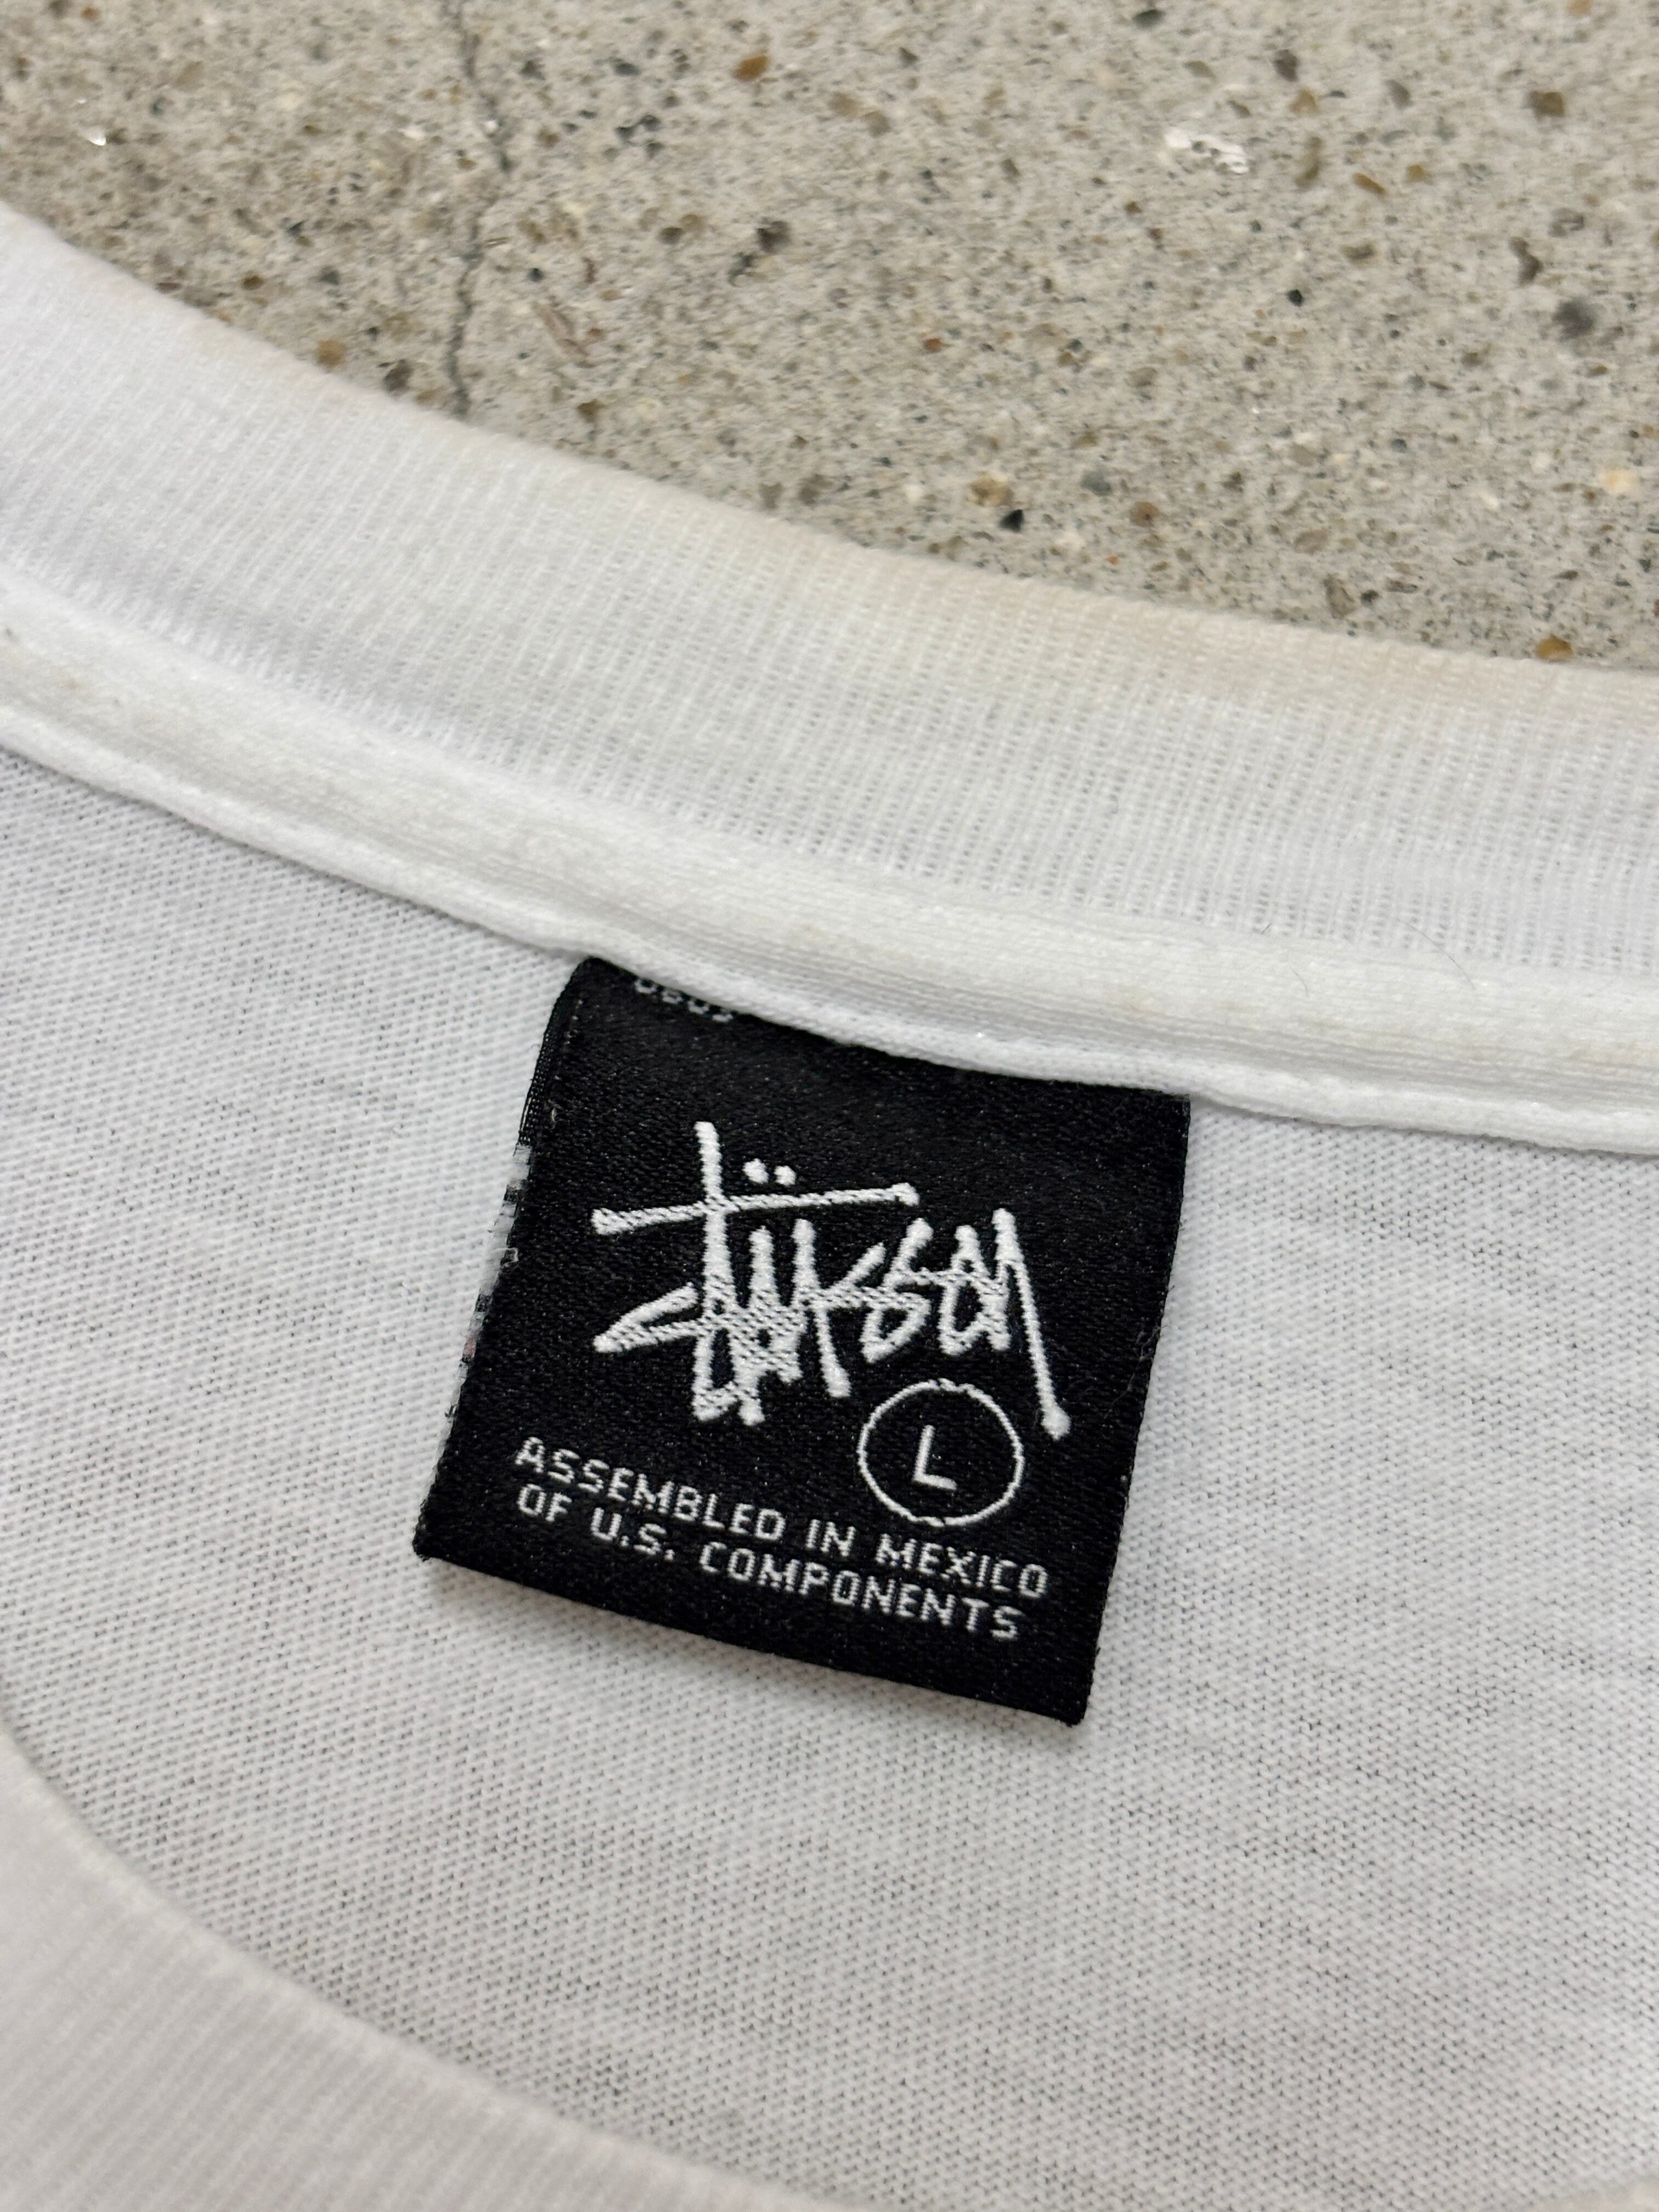 Stüssy
L
ASSEMBLED IN MEXICO
OF U.S. COMPONENTS